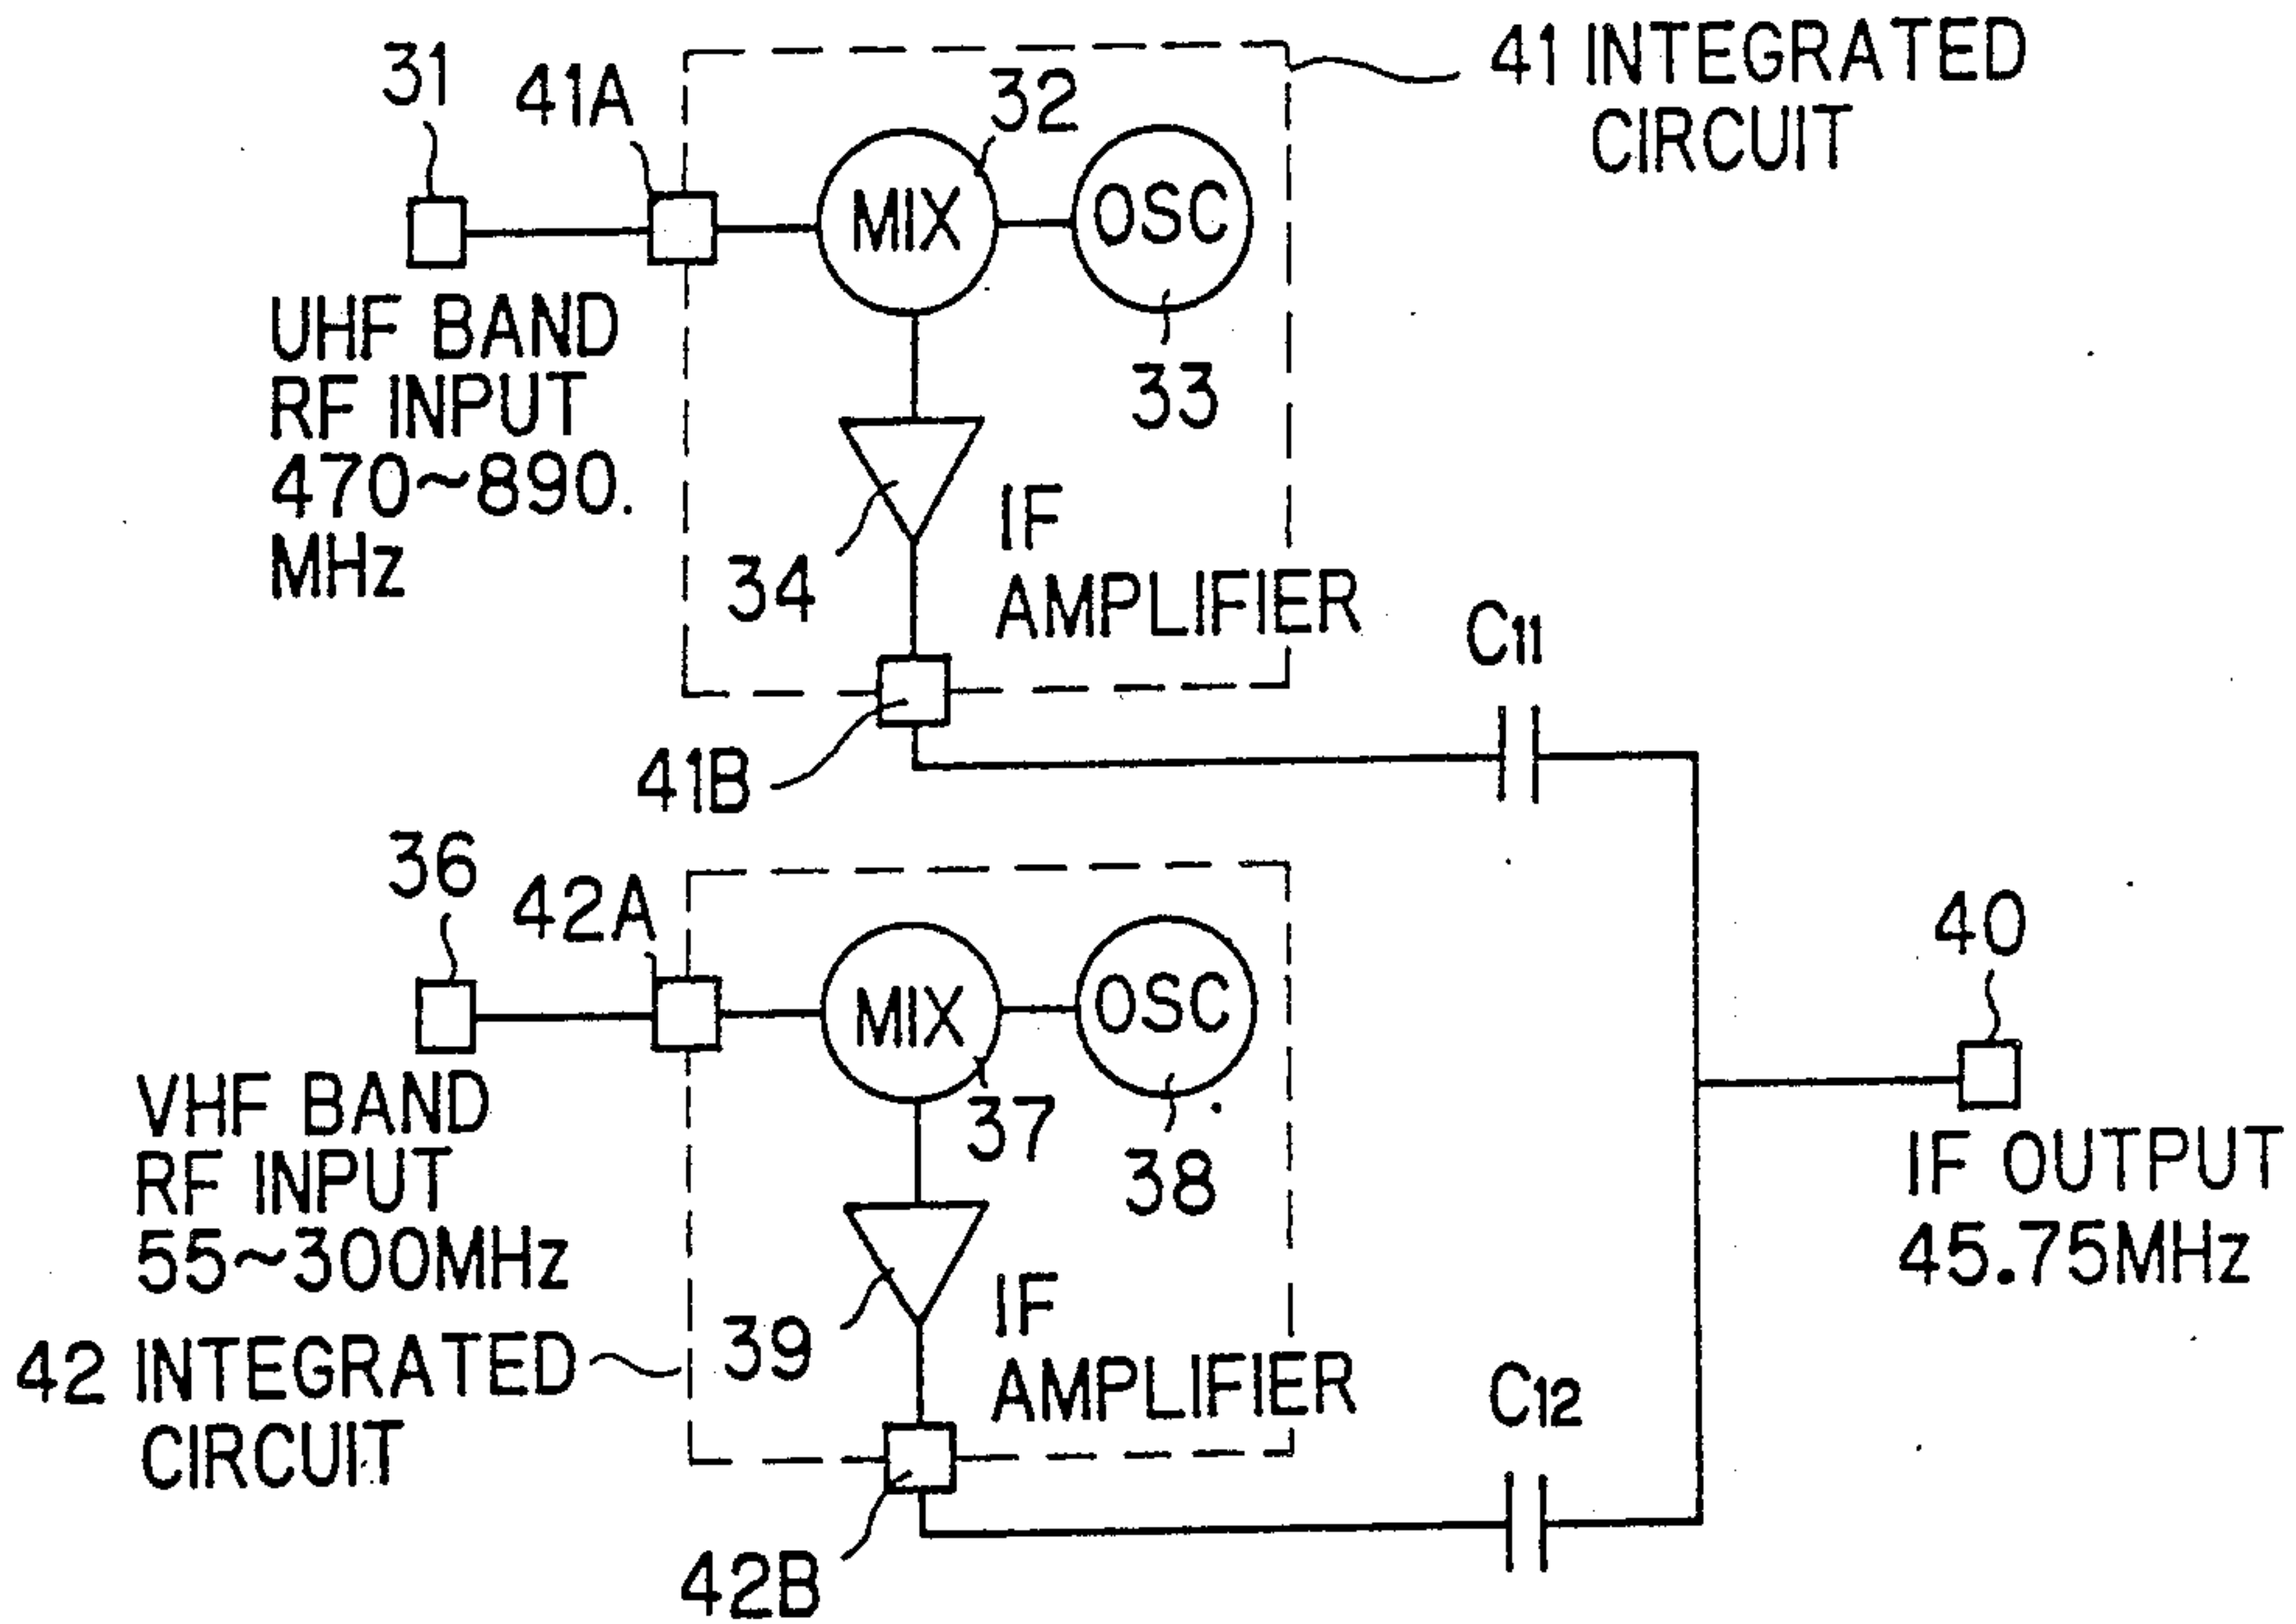 31
41A
32
41 INTEGRATED
CIRCUIT
MIX
OSC
UHF BAND
RF INPUT
470~890.
MHz
33
34
IF
AMPLIFIER
C11
41B
36
42A
40
MIX
OSC
VHF BAND
RF INPUT
55~300MHz
37
38
IF OUTPUT
45.75MHz
42 INTEGRATED
CIRCUIT
39
IF
AMPLIFIER
C12
42B